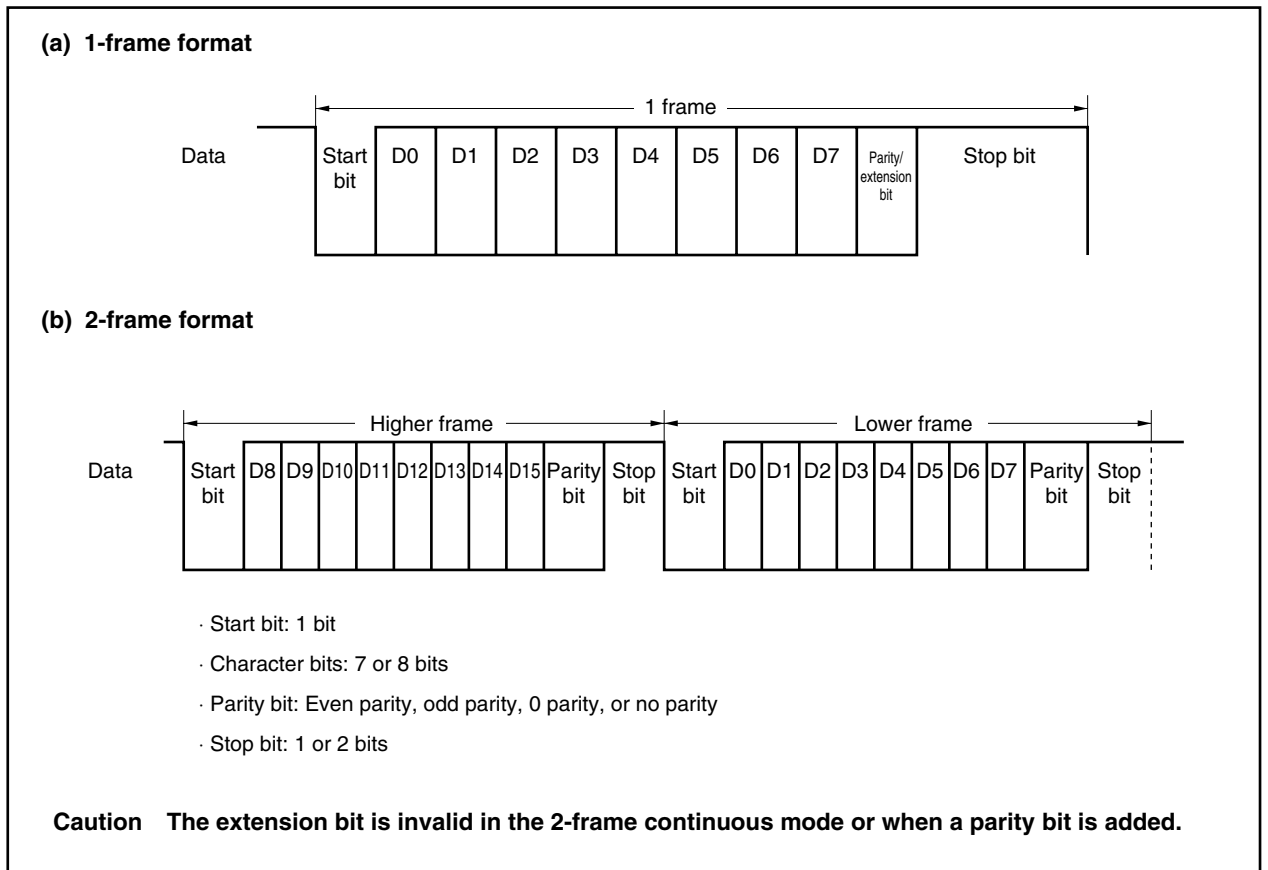 (a) 1-frame format
1 frame
Data Start bit D0 D1 D2 D3 D4 D5 D6 D7 Parity/ extension bit Stop bit
(b) 2-frame format
Higher frame Lower frame
Data Start bit D8 D9 D10 D11 D12 D13 D14 D15 Parity bit Stop bit Start bit D0 D1 D2 D3 D4 D5 D6 D7 Parity bit Stop bit
· Start bit: 1 bit
· Character bits: 7 or 8 bits
· Parity bit: Even parity, odd parity, 0 parity, or no parity
· Stop bit: 1 or 2 bits
Caution The extension bit is invalid in the 2-frame continuous mode or when a parity bit is added.